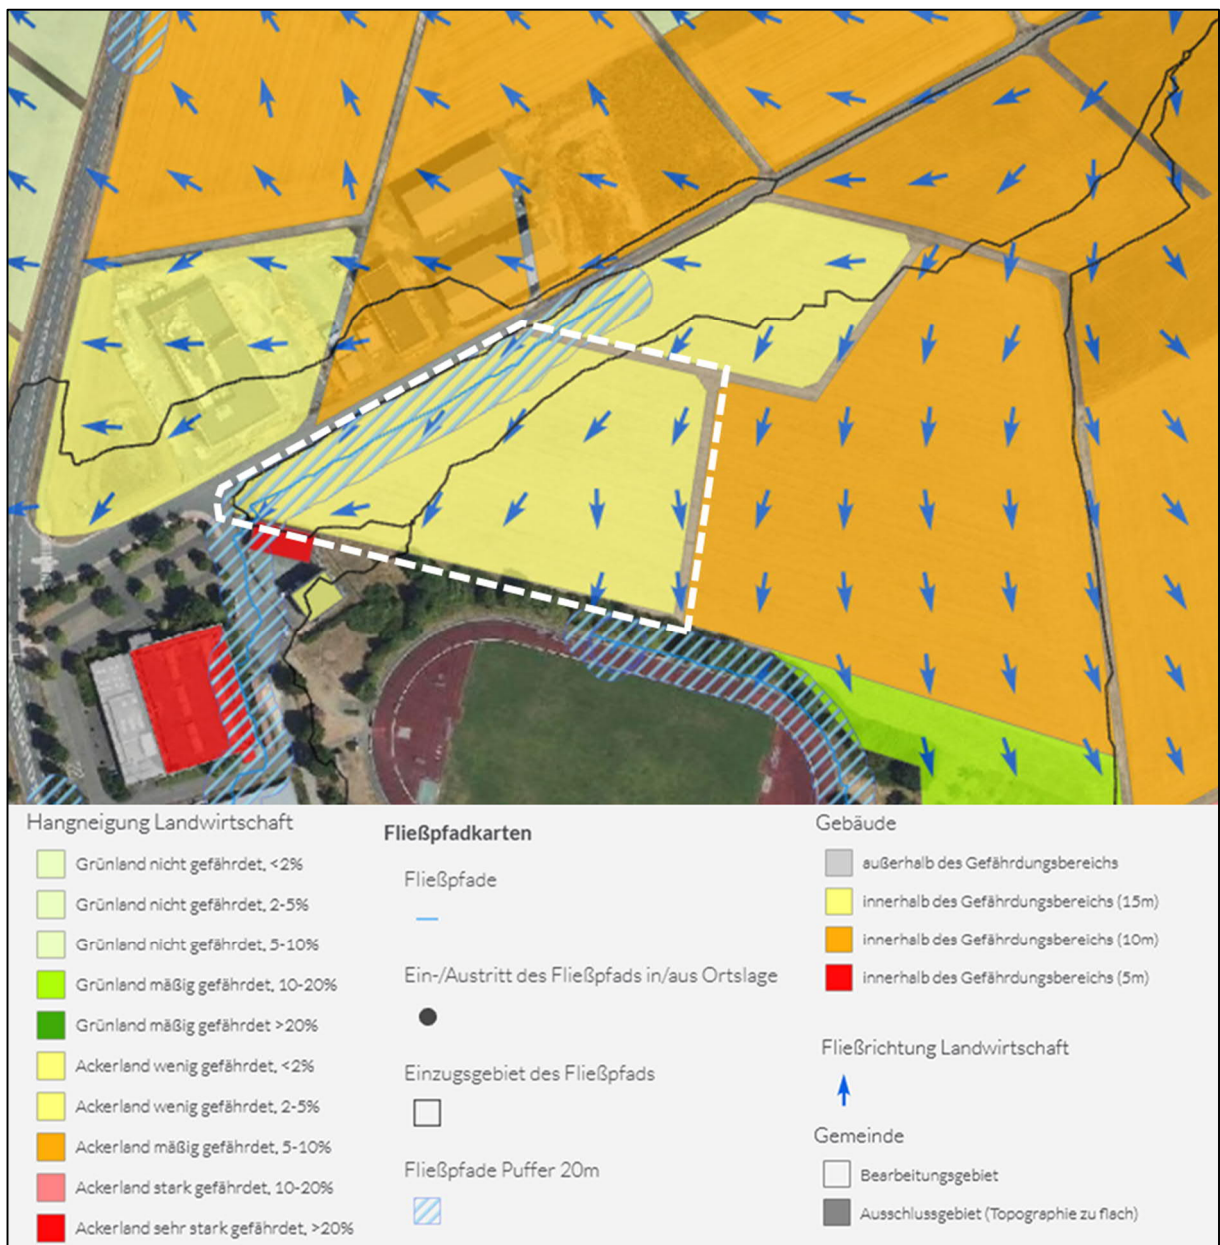 Hangneigung Landwirtschaft
Grünland nicht gefährdet, <2%
Grünland nicht gefährdet, 2-5%
Grünland nicht gefährdet, 5-10%
Grünland mäßig gefährdet, 10-20%
Grünland mäßig gefährdet >20%
Ackerland wenig gefährdet, <2%
Ackerland wenig gefährdet, 2-5%
Ackerland mäßig gefährdet, 5-10%
Ackerland stark gefährdet, 10-20%
Ackerland sehr stark gefährdet, >20%
Fließpfadkarten
Fließpfade
Ein-/Austritt des Fließpfads in/aus Ortslage
Einzugsgebiet des Fließpfads
Fließpfade Puffer 20m
Gebäude
außerhalb des Gefährdungsbereichs
innerhalb des Gefährdungsbereichs (15m)
innerhalb des Gefährdungsbereichs (10m)
innerhalb des Gefährdungsbereichs (5m)
Fließrichtung Landwirtschaft
Gemeinde
Bearbeitungsgebiet
Ausschlussgebiet (Topographie zu flach)